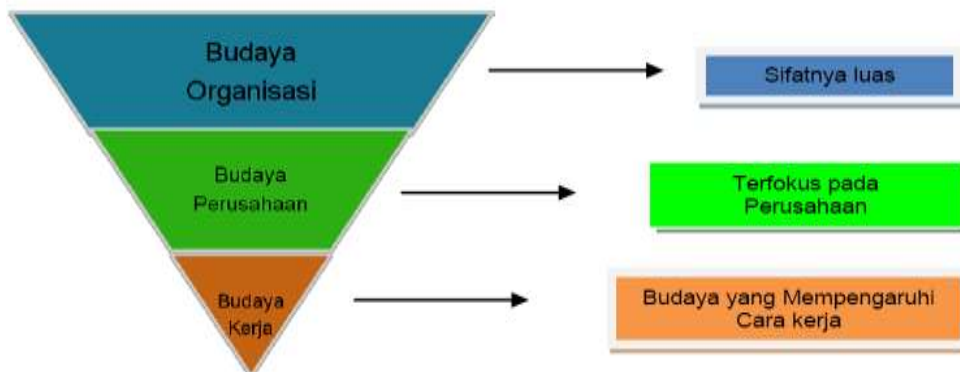 Budaya
Organisasi
Sifatnya luas
Budaya
Perusahaan
Terfokus pada
Perusahaan
Budaya
Kerja
Budaya yang Mempengaruhi
Cara kerja